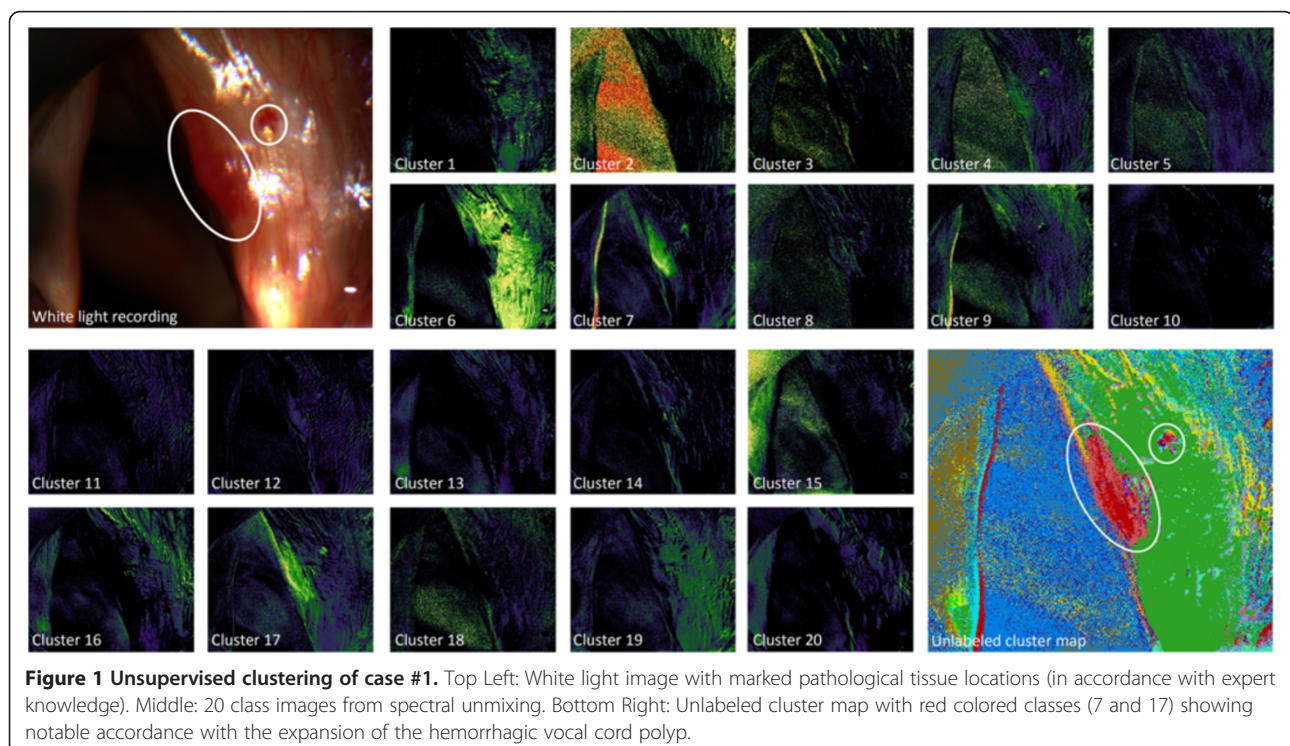 White light recording
Cluster 1
Cluster 2
Cluster 3
Cluster 4
Cluster 5
Cluster 6
Cluster 7
Cluster 8
Cluster 9
Cluster 10
Cluster 11
Cluster 12
Cluster 13
Cluster 14
Cluster 15
Cluster 16
Cluster 17
Cluster 18
Cluster 19
Cluster 20
Unlabeled cluster map
Figure 1 Unsupervised clustering of case #1. Top Left: White light image with marked pathological tissue locations (in accordance with expert
knowledge). Middle: 20 class images from spectral unmixing. Bottom Right: Unlabeled cluster map with red colored classes (7 and 17) showing
notable accordance with the expansion of the hemorrhagic vocal cord polyp.